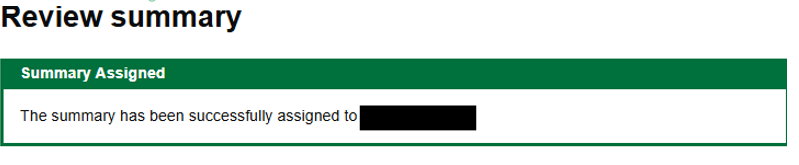 Review summary
Summary Assigned
The summary has been successfully assigned to